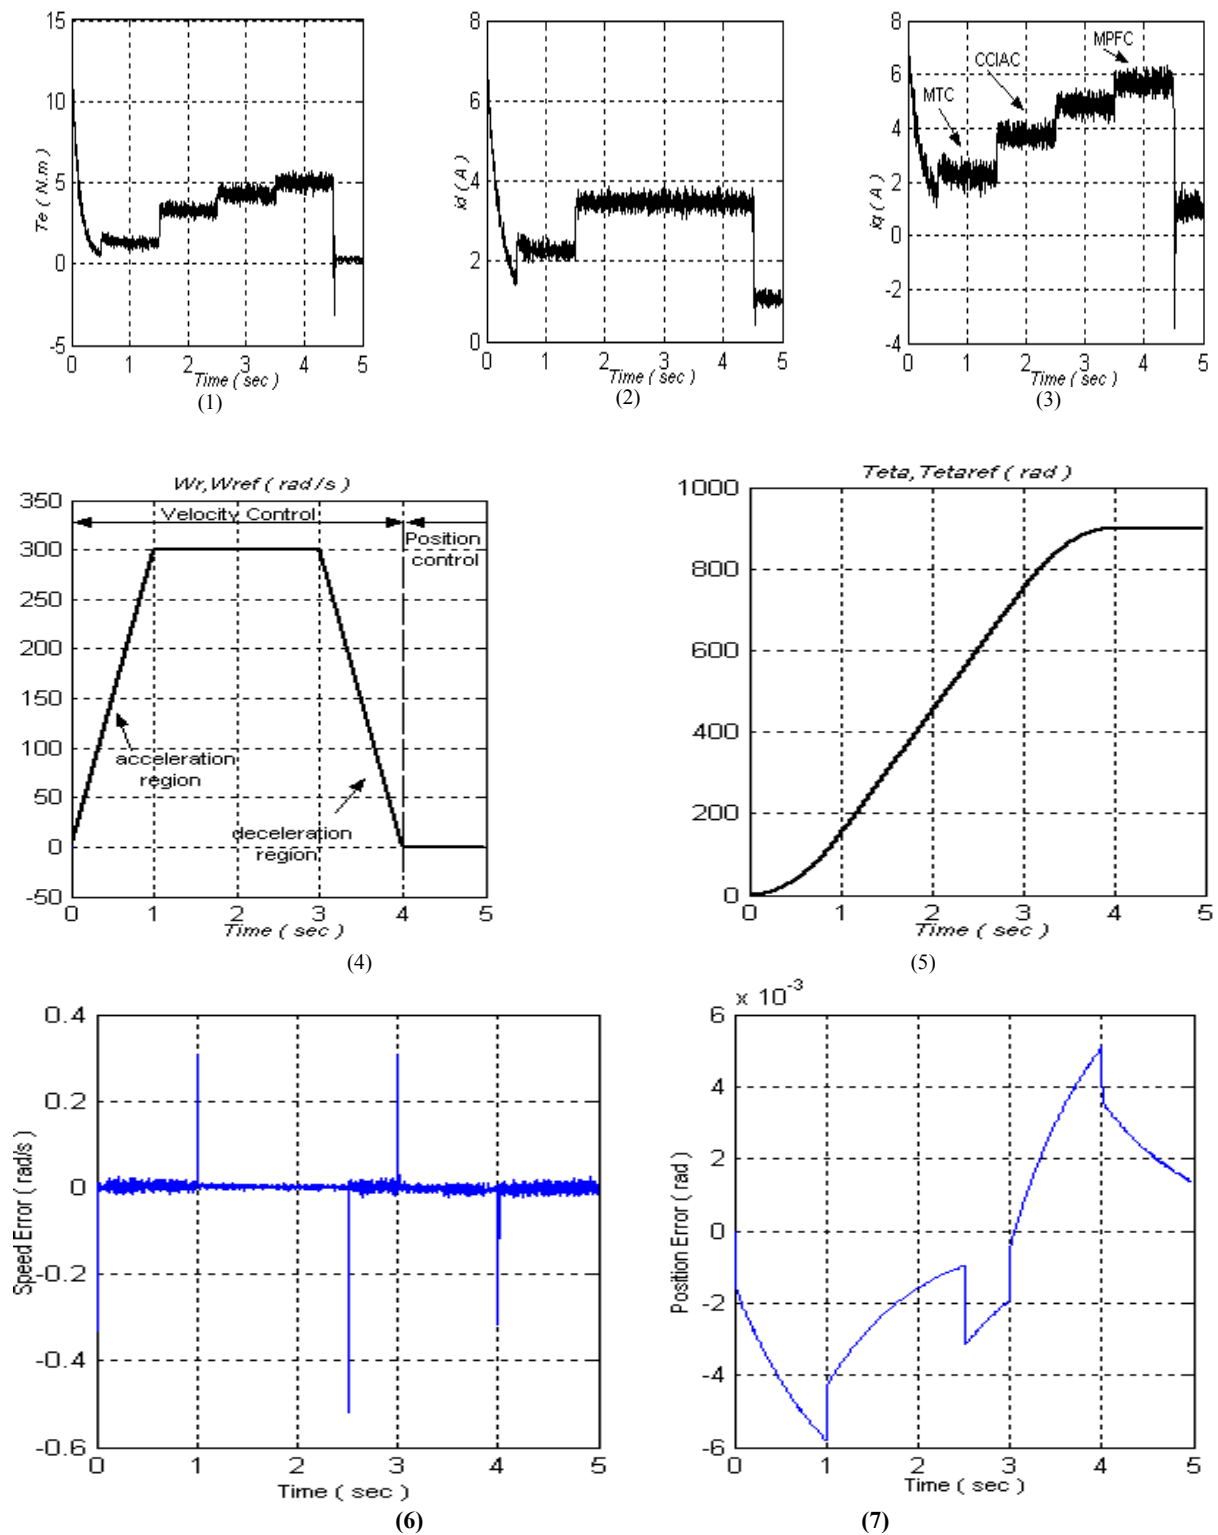 15
10
5
0
-5
Te ( N.m )
0 1 2 3 4 5
Time ( sec )
(1)
8
6
4
2
0
id ( A )
0 1 2 3 4 5
Time ( sec )
(2)
8
6
4
2
0
-2
-4
iq ( A )
MTC
CCIAC
MPFC
0 1 2 3 4 5
Time ( sec )
(3)
Wr,Wref ( rad/s )
350
300
250
200
150
100
50
0
-50
Velocity Control
Position
control
acceleration
region
deceleration
region
0 1 2 3 4 5
Time ( sec )
(4)
Teta,Tetaref ( rad )
1000
800
600
400
200
0
0 1 2 3 4 5
Time ( sec )
(5)
0.4
0.2
0
-0.2
-0.4
-0.6
Speed Error ( rad/s )
0 1 2 3 4 5
Time ( sec )
(6)
x 10-3
6
4
2
0
-2
-4
-6
Position Error ( rad )
0 1 2 3 4 5
Time ( sec )
(7)